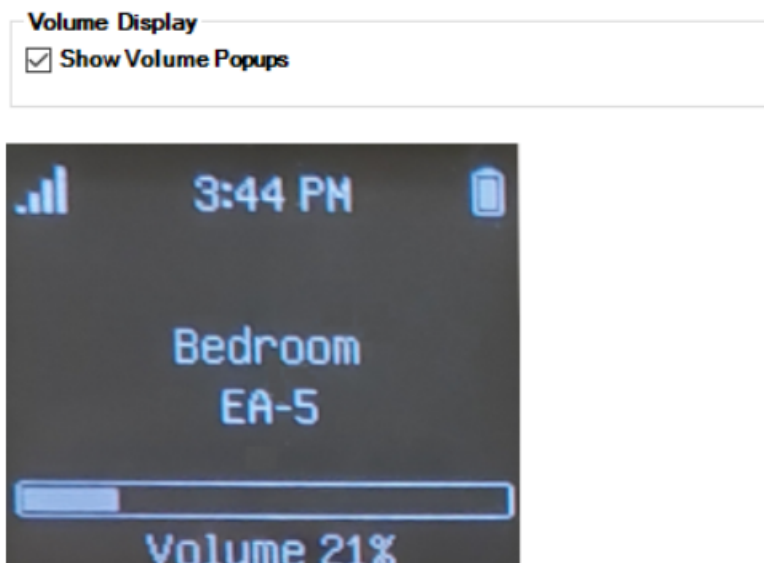 Volume Display
Show Volume Popups
3:44 PM
Bedroom
EA-5
Volume 21%